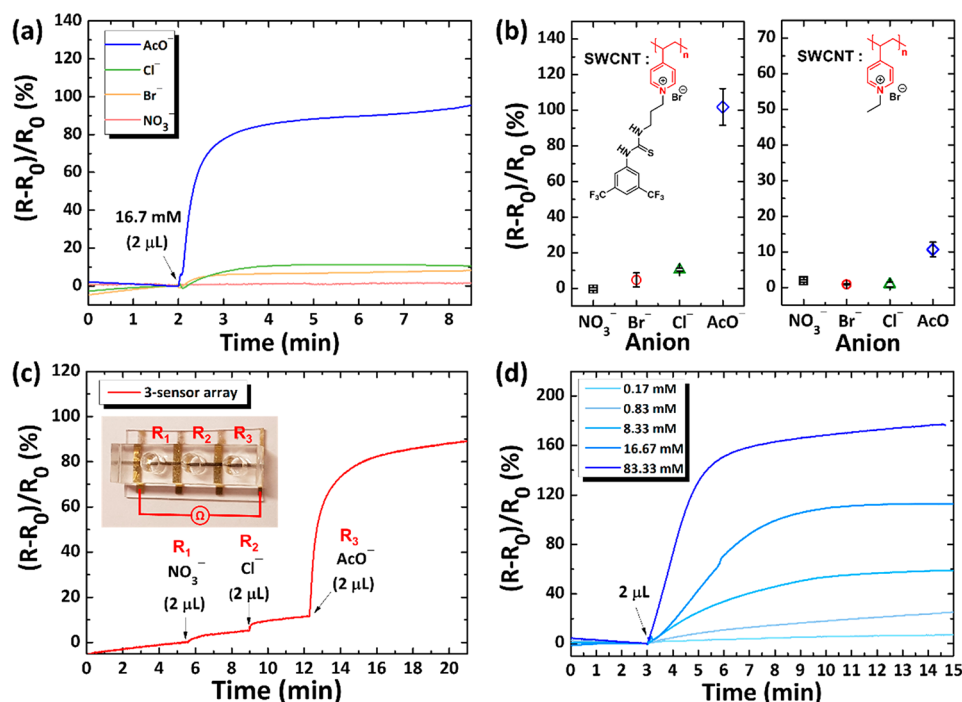 (a)
AcO⁻
Cl⁻
Br⁻
NO₃⁻
(R-R₀)/R₀ (%)
100
80
60
40
20
0
16.7 mM
(2 µL)
0 1 2 3 4 5 6 7 8
Time (min)
(b)
(R-R₀)/R₀ (%)
140
120
100
80
60
40
20
0
SWCNT :
n
N
+
Br⁻
HN
S
HN
F₃C
CF₃
NO₃⁻ Br⁻ Cl⁻ AcO⁻
Anion
70
60
50
40
30
20
10
0
SWCNT :
n
N
+
Br⁻
NO₃⁻ Br⁻ Cl⁻ AcO
Anion
(c)
(R-R₀)/R₀ (%)
120
100
80
60
40
20
0
3-sensor array
R₁ R₂ R₃
Ω
R₁
NO₃⁻
(2 µL)
R₂
Cl⁻
(2 µL)
R₃
AcO⁻
(2 µL)
0 2 4 6 8 10 12 14 16 18 20
Time (min)
(d)
(R-R₀)/R₀ (%)
200
160
120
80
40
0
0.17 mM
0.83 mM
8.33 mM
16.67 mM
83.33 mM
2 µL
0 1 2 3 4 5 6 7 8 9 10 11 12 13 14 15
Time (min)